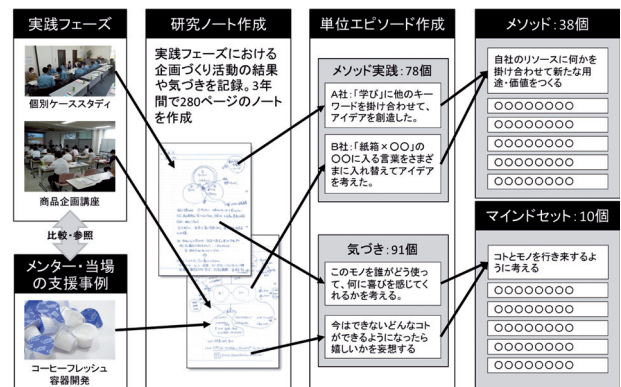 実践フェーズ
個別ケーススタディ
商品企画講座
比較・参照
メンター・当場
の支援事例
コーヒーフレッシュ
容器開発
研究ノート作成
実践フェーズにおける
企画づくり活動の結果
や気づきを記録。3年
間で280ページのノート
を作成
単位エピソード作成
メソッド実践:78個
A社:「学び」に他のキー
ワードを掛け合わせて、
アイデアを創造した。
B社:「紙箱×〇〇」の
〇〇に入る言葉をさまざ
まに入れ替えてアイデア
を考えた。
気づき:91個
このモノを誰がどう使っ
て、何に喜びを感じてく
れるかを考える。
今はできないどんなコト
ができるようになったら
嬉しいかを妄想する
メソッド:38個
自社のリソースに何かを
掛け合わせて新たな用
途・価値をつくる
〇〇〇〇〇〇〇〇
〇〇〇〇〇〇〇〇
〇〇〇〇〇〇〇〇
〇〇〇〇〇〇〇〇
〇〇〇〇〇〇〇〇
マインドセット:10個
コトとモノを行き来するよ
うに考える
〇〇〇〇〇〇〇〇
〇〇〇〇〇〇〇〇
〇〇〇〇〇〇〇〇
〇〇〇〇〇〇〇〇
〇〇〇〇〇〇〇〇